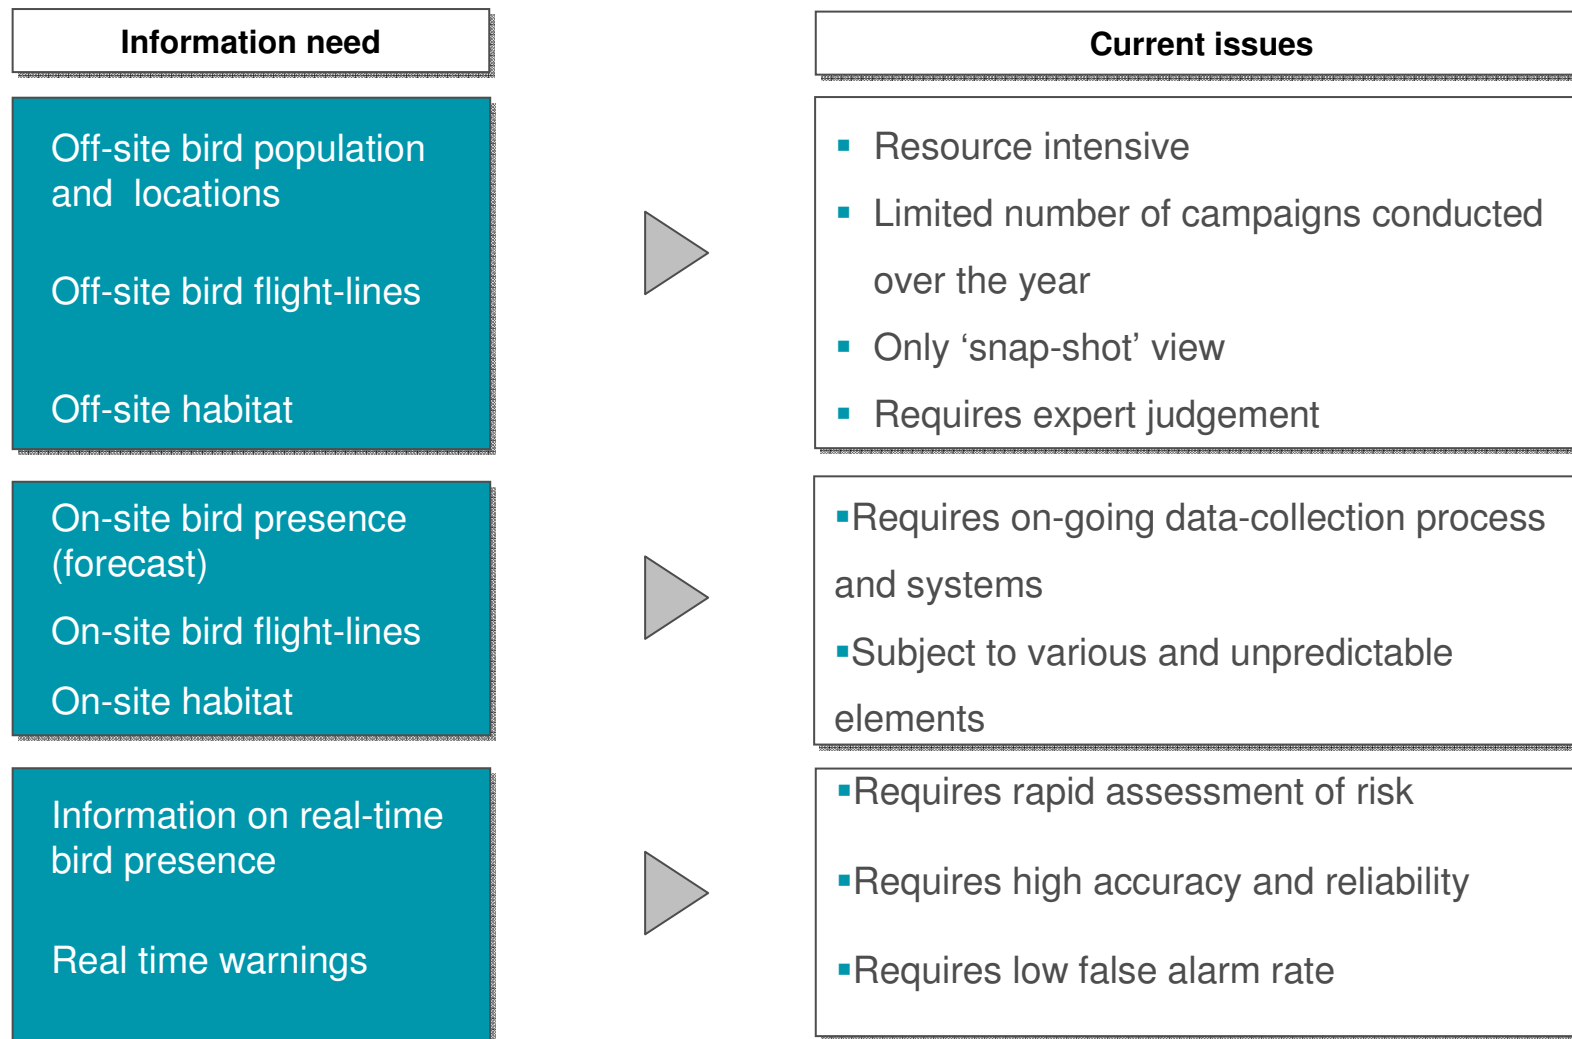 Information need
Current issues
Off-site bird population
and locations
Off-site bird flight-lines
Off-site habitat
▪ Resource intensive
▪ Limited number of campaigns conducted
over the year
▪ Only ‘snap-shot’ view
▪ Requires expert judgement
On-site bird presence
(forecast)
On-site bird flight-lines
On-site habitat
▪Requires on-going data-collection process
and systems
▪Subject to various and unpredictable
elements
Information on real-time
bird presence
Real time warnings
▪Requires rapid assessment of risk
▪Requires high accuracy and reliability
▪Requires low false alarm rate